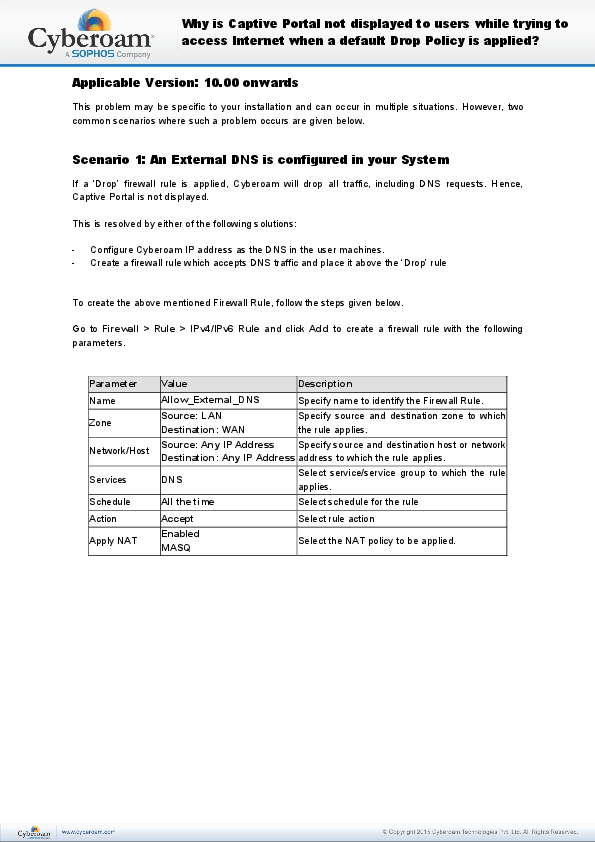 Cyberoam
A SOPHOS Company
Why is Captive Portal not displayed to users while trying to
access Internet when a default Drop Policy is applied?
Applicable Version: 10.00 onwards
This problem may be specific to your installation and can occur in multiple situations. However, two
common scenarios where such a problem occurs are given below.
Scenario 1: An External DNS is configured in your System
If a 'Drop' firewall rule is applied, Cyberoam will drop all traffic, including DNS requests. Hence,
Captive Portal is not displayed.
This is resolved by either of the following solutions:
- Configure Cyberoam IP address as the DNS in the user machines.
- Create a firewall rule which accepts DNS traffic and place it above the 'Drop' rule
To create the above mentioned Firewall Rule, follow the steps given below.
Go to Firewall > Rule > IPv4/IPv6 Rule and click Add to create a firewall rule with the following
parameters.
Parameter Value Description
Name Allow_External_DNS Specify name to identify the Firewall Rule.
Zone Source: LAN Specify source and destination zone to which
Destination: WAN the rule applies.
Network/Host Source: Any IP Address Specify source and destination host or network
Destination: Any IP Address address to which the rule applies.
Services DNS Select service/service group to which the rule
applies.
Schedule All the time Select schedule for the rule
Action Accept Select rule action
Apply NAT Enabled Select the NAT policy to be applied.
MASQ
Cyberoam www.cyberoam.com © Copyright 2015 Cyberoam Technologies Pvt. Ltd. All Rights Reserved.